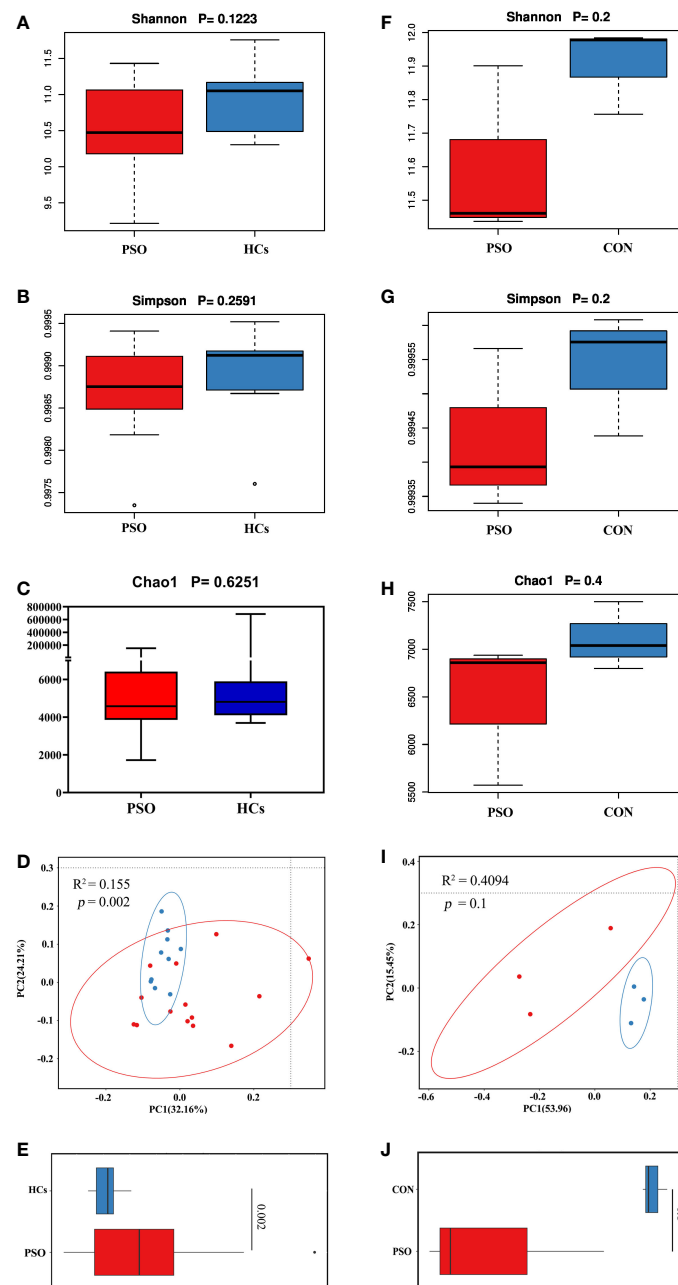 A
Shannon P= 0.1223
11.5
11.0
10.5
10.0
9.5
PSO
HCs
B
Simpson P= 0.2591
0.9995
0.9990
0.9985
0.9980
0.9975
PSO
HCs
C
Chao1 P= 0.6251
800000
600000
400000
200000
6000
4000
2000
0
PSO
HCs
D
R² = 0.155
p = 0.002
0.3
0.2
0.1
0.0
-0.1
-0.2
PC2(24.21%)
-0.2
0.0
0.2
PC1(32.16%)
E
HCs
PSO
0.002
F
Shannon P= 0.2
12.0
11.9
11.8
11.7
11.6
11.5
PSO
CON
G
Simpson P= 0.2
0.99955
0.99945
0.99935
PSO
CON
H
Chao1 P= 0.4
7500
7000
6500
6000
5500
PSO
CON
I
R² = 0.4094
p = 0.1
0.4
0.2
0.0
-0.2
PC2(15.45%)
-0.6
-0.4
-0.2
0.0
0.2
PC1(53.96)
J
CON
PSO